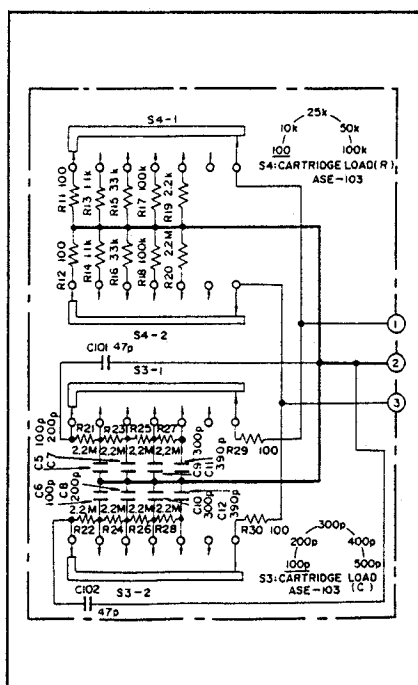 S4-1
25k
10k
50k
100
100k
S4:CARTRIDGE LOAD(R)
ASE-103
R11 100
R13 11k
R15 33k
R17 100k
R19 2.2k
R12 100
R14 11k
R16 33k
R18 100k
R20 2.2M
S4-2
C101 47p
S3-1
1
2
3
100p
200p
R21
R23
R25
R27
2.2M
2.2M
2.2M
2.2M
300p
390p
R29
100
C5
C7
C9
C11
C6
C8
C10
C12
100p
200p
300p
390p
2.2M
2.2M
2.2M
2.2M
R22
R24
R26
R28
R30
100
300p
200p
400p
100p
500p
S3:CARTRIDGE LOAD
(C)
ASE-103
S3-2
C102
47p